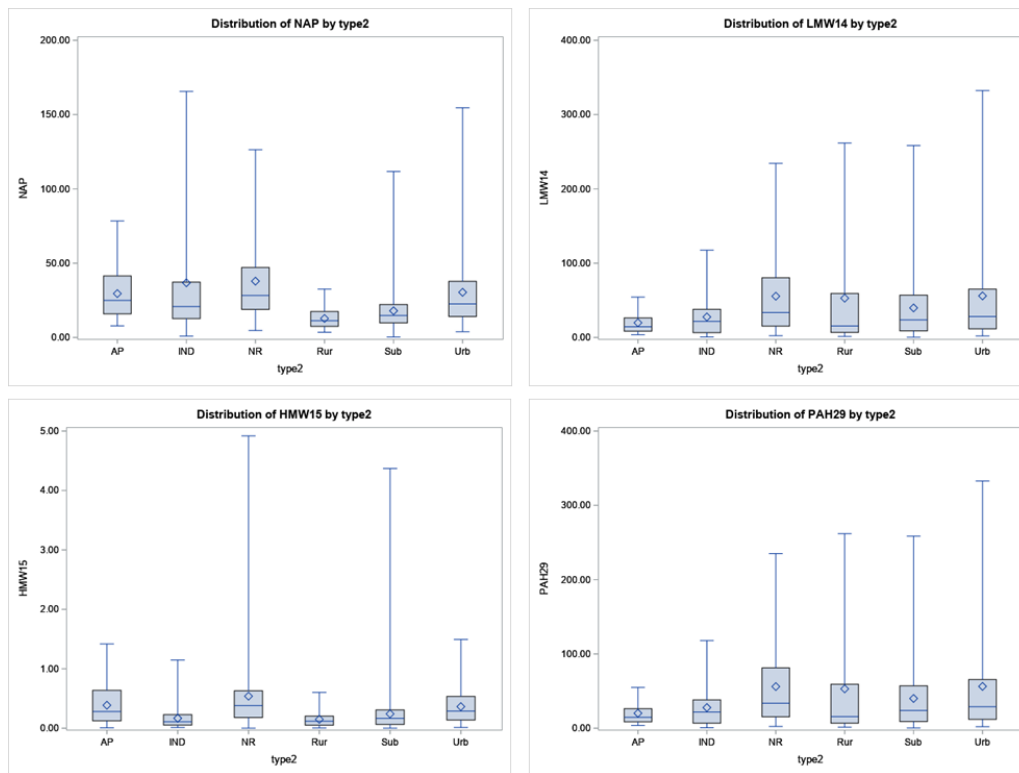 Distribution of NAP by type2
200.00
150.00
100.00
50.00
0.00
NAP
AP IND NR Rur Sub Urb
type2
Distribution of LMW14 by type2
400.00
300.00
200.00
100.00
0.00
LMW14
AP IND NR Rur Sub Urb
type2
Distribution of HMW15 by type2
5.00
4.00
3.00
2.00
1.00
0.00
HMW15
AP IND NR Rur Sub Urb
type2
Distribution of PAH29 by type2
400.00
300.00
200.00
100.00
0.00
PAH29
AP IND NR Rur Sub Urb
type2